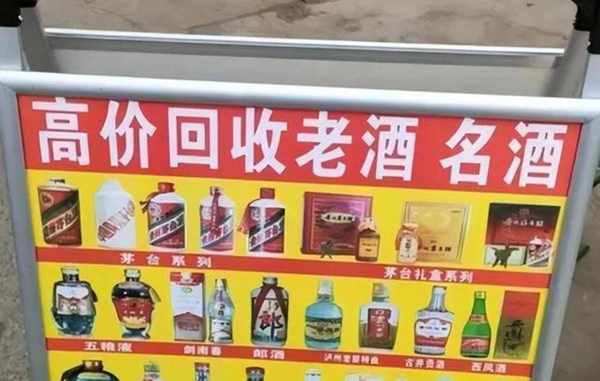 高价回收老酒 名酒
茅台系列 茅台礼盒系列
五粮液 剑南春 郎酒 泸州老窖特曲 古井贡酒 西凤酒